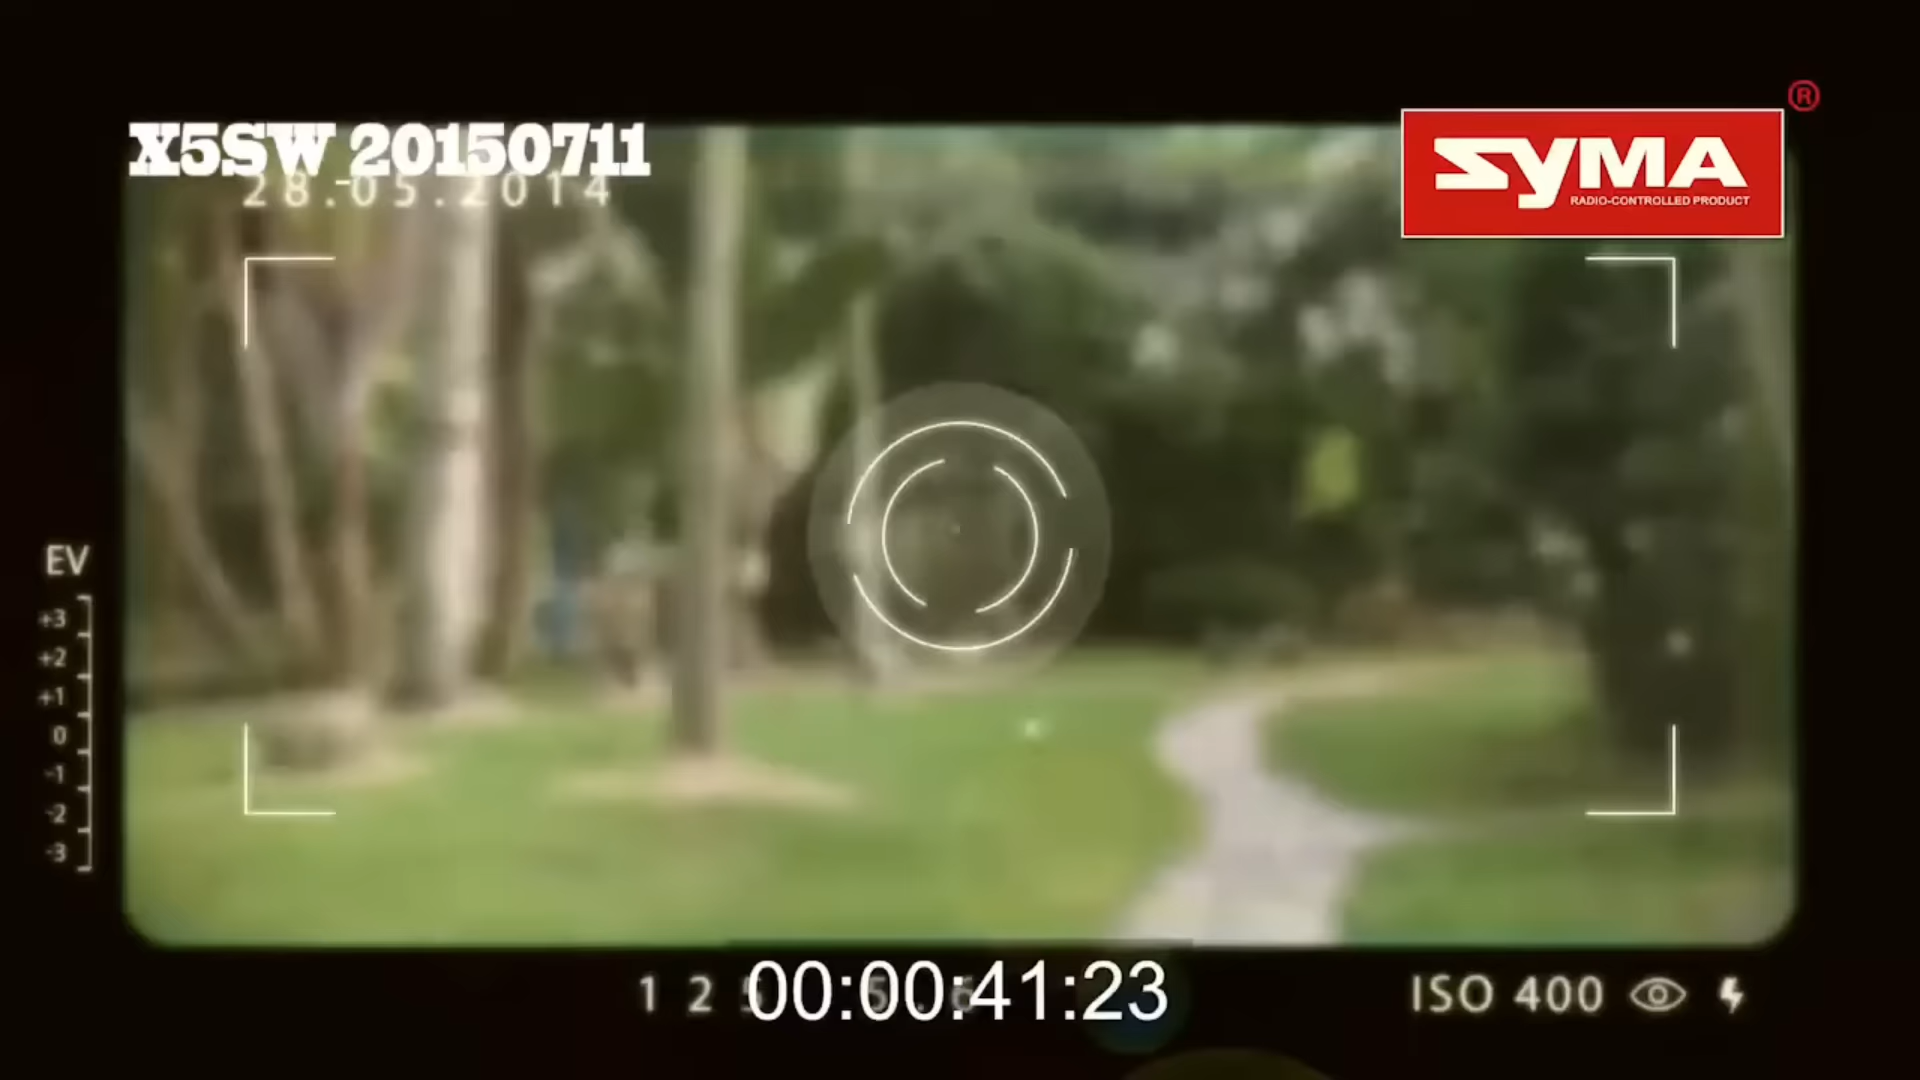 ®
X5SW 20150711
SYMA
RADIO-CONTROLLED PRODUCT
28.05.2014
EV
+3
+2
+1
0
-1
-2
-3
00:00:41:23
ISO 400